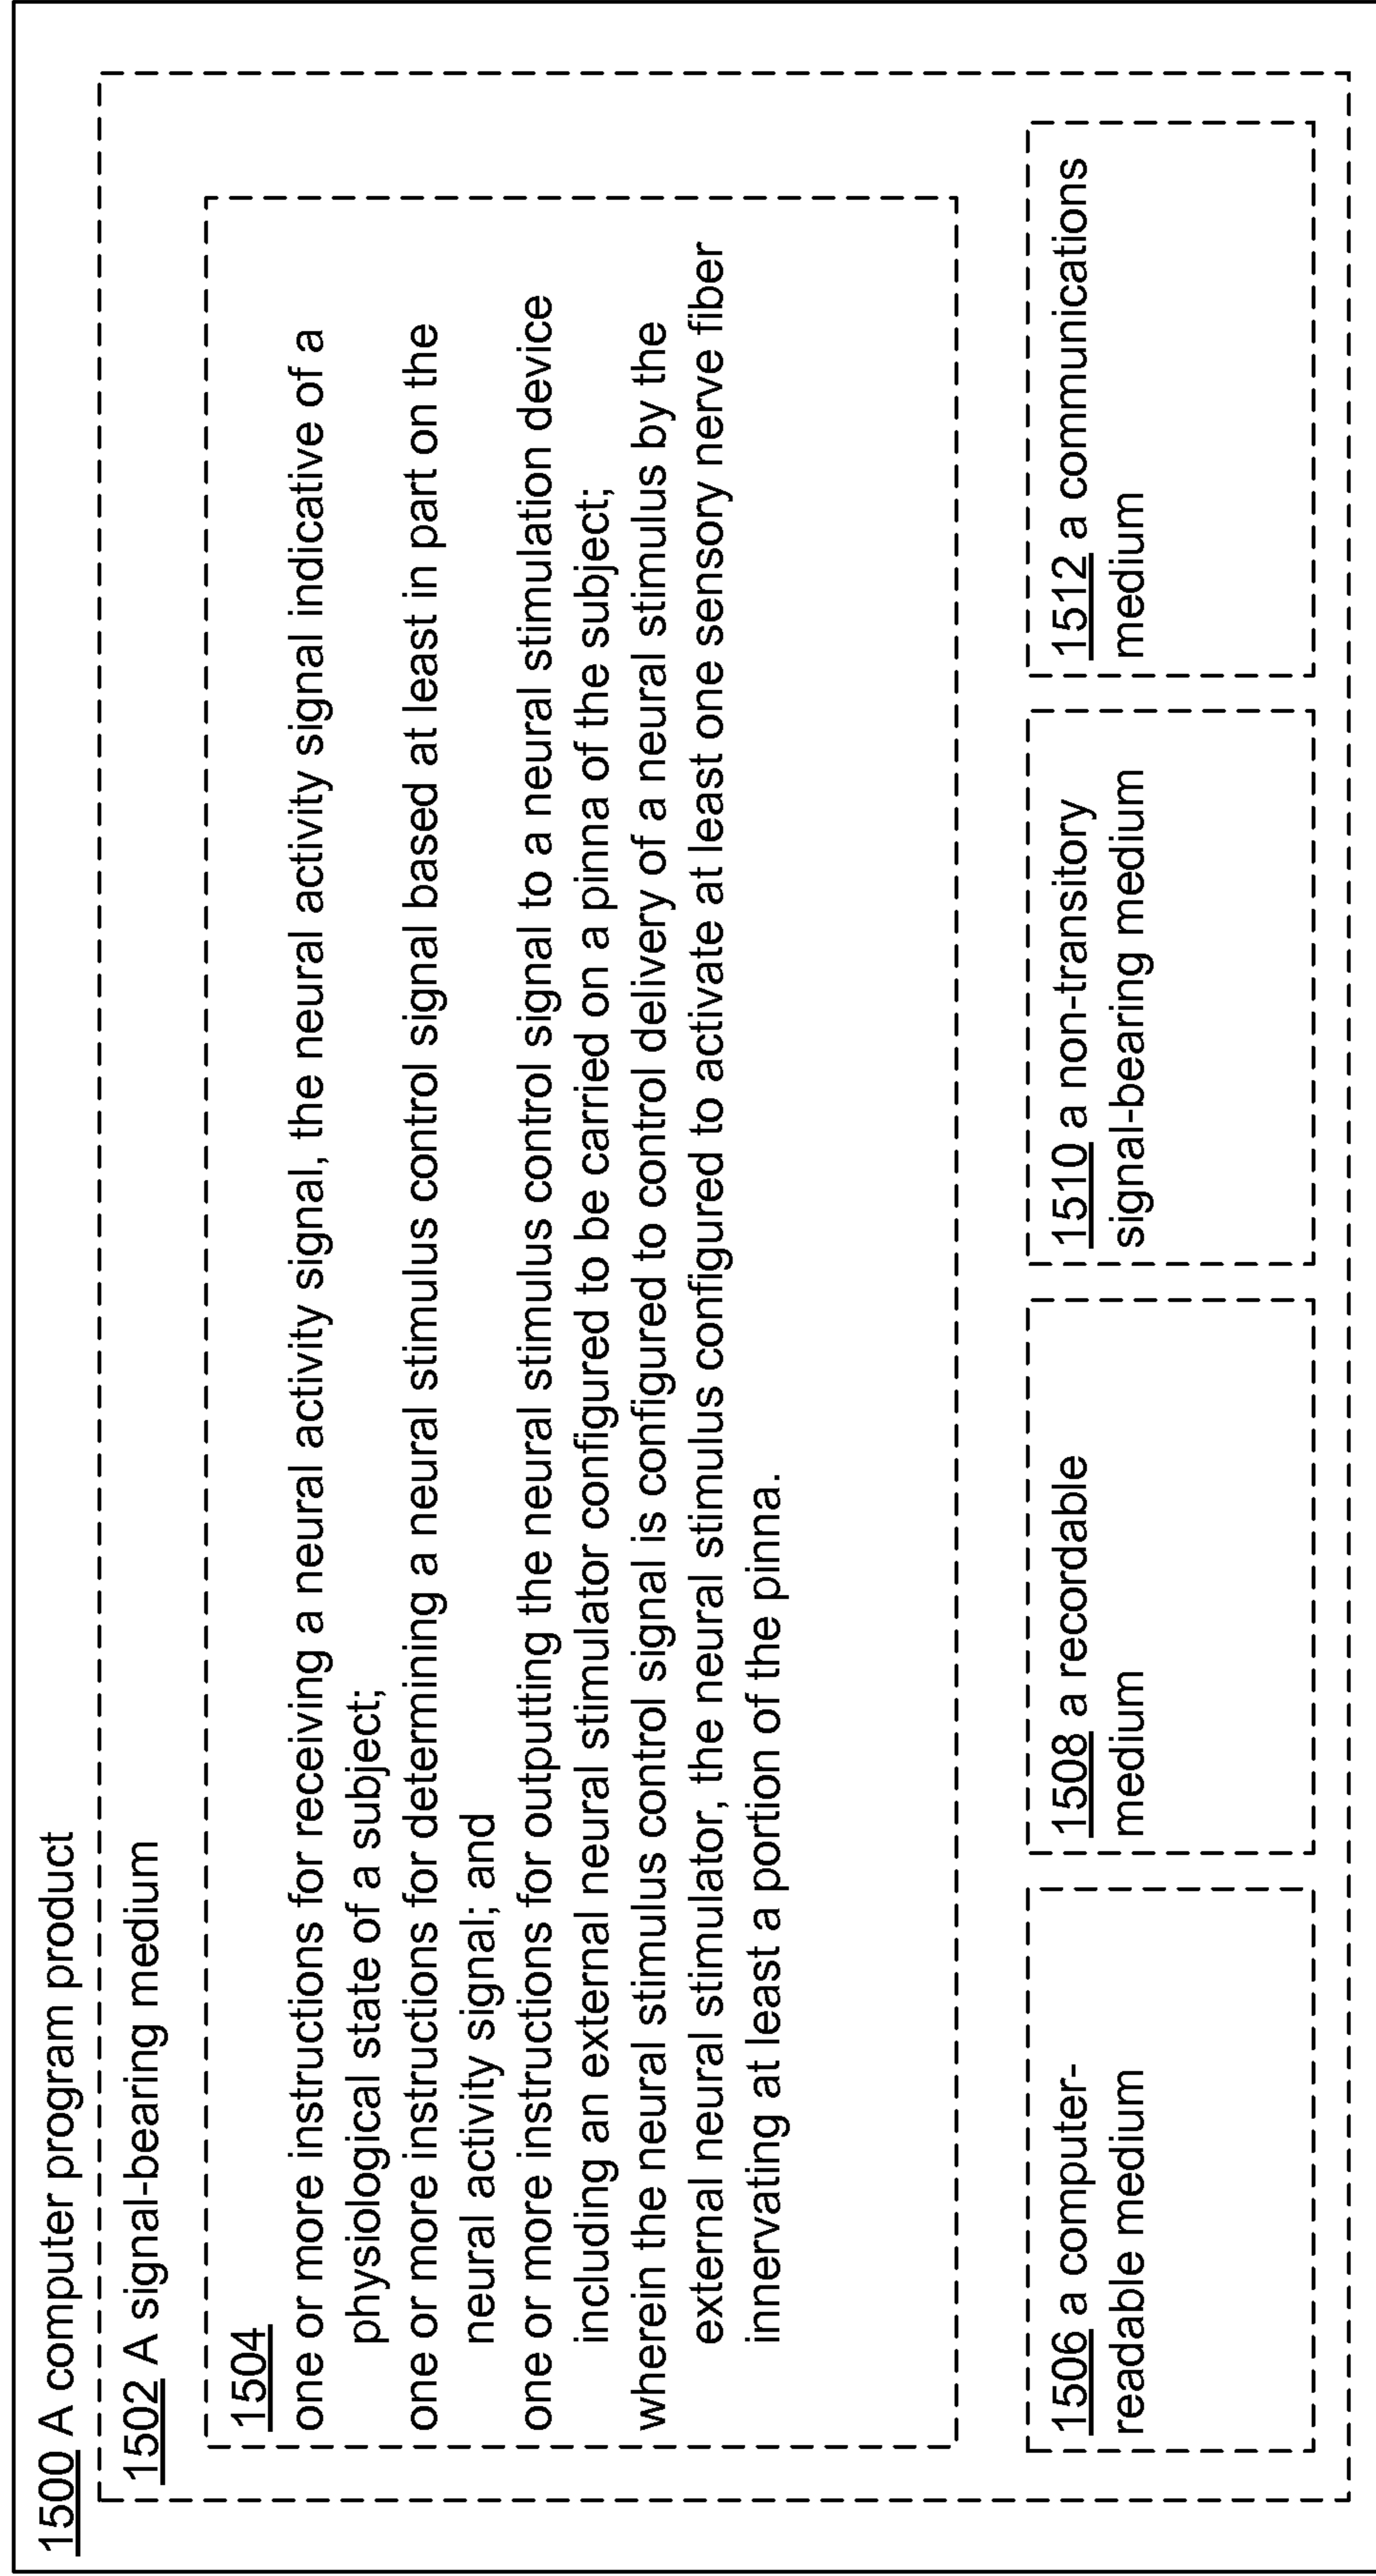 1500 A computer program product
1502 A signal-bearing medium
1504
one or more instructions for receiving a neural activity signal, the neural activity signal indicative of a
physiological state of a subject;
one or more instructions for determining a neural stimulus control signal based at least in part on the
neural activity signal; and
one or more instructions for outputting the neural stimulus control signal to a neural stimulation device
including an external neural stimulator configured to be carried on a pinna of the subject;
wherein the neural stimulus control signal is configured to control delivery of a neural stimulus by the
external neural stimulator, the neural stimulus configured to activate at least one sensory nerve fiber
innervating at least a portion of the pinna.
1506 a computer-
readable medium
1508 a recordable
medium
1510 a non-transitory
signal-bearing medium
1512 a communications
medium